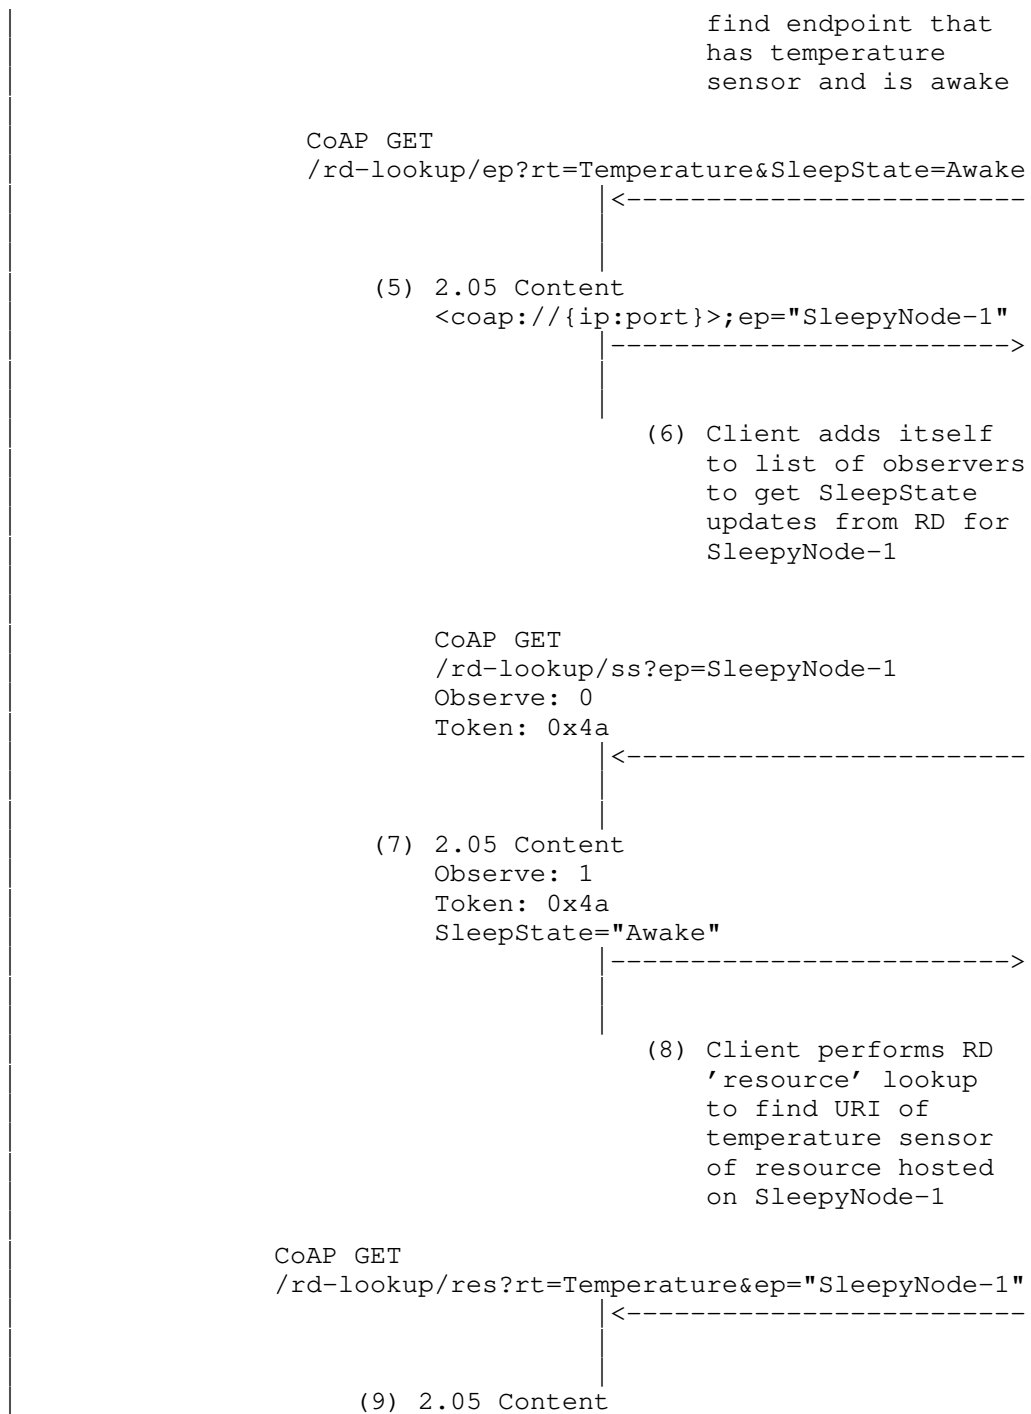 find endpoint that
has temperature
sensor and is awake
CoAP GET
/rd-lookup/ep?rt=Temperature&SleepState=Awake
(5) 2.05 Content
<coap://{ip:port}>;ep="SleepyNode-1"
(6) Client adds itself
to list of observers
to get SleepState
updates from RD for
SleepyNode-1
CoAP GET
/rd-lookup/ss?ep=SleepyNode-1
Observe: 0
Token: 0x4a
(7) 2.05 Content
Observe: 1
Token: 0x4a
SleepState="Awake"
(8) Client performs RD
'resource' lookup
to find URI of
temperature sensor
of resource hosted
on SleepyNode-1
CoAP GET
/rd-lookup/res?rt=Temperature&ep="SleepyNode-1"
(9) 2.05 Content